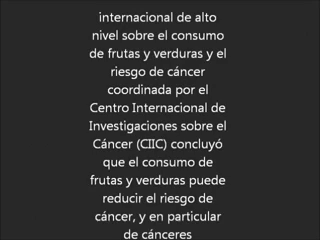 internacional de alto
nivel sobre el consumo
de frutas y verduras y el
riesgo de cáncer
coordinada por el
Centro Internacional de
Investigaciones sobre el
Cáncer (CIIC) concluyó
que el consumo de
frutas y verduras puede
reducir el riesgo de
cáncer, y en particular
de cánceres